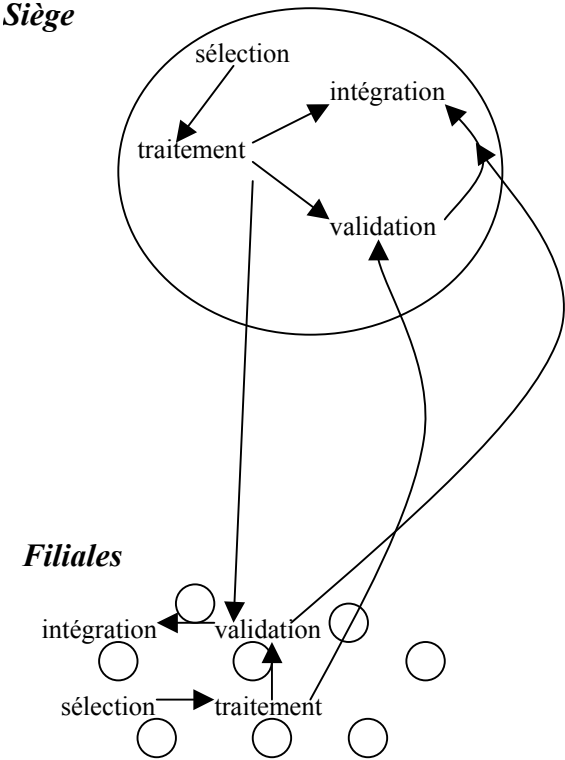 Siège
sélection
intégration
traitement
validation
Filiales
intégration validation
sélection traitement